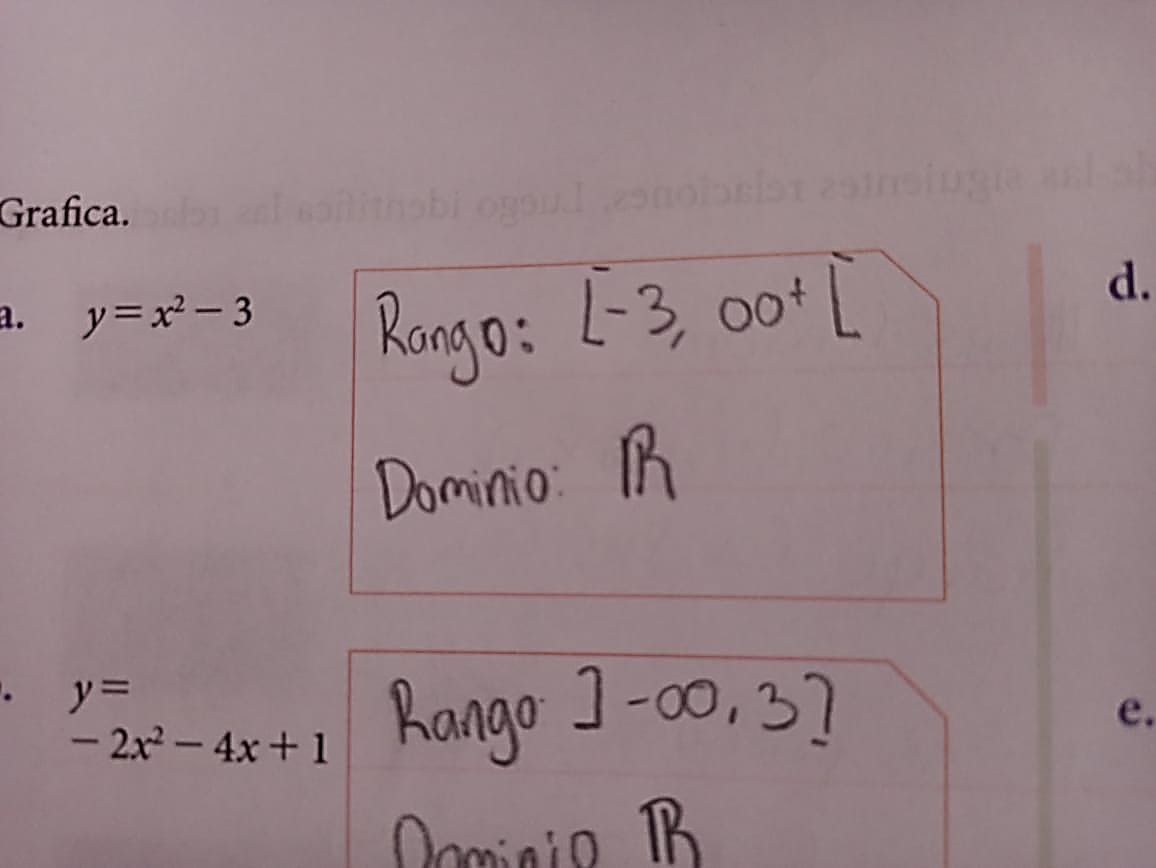 Grafica.
a. y = x² – 3
Rango: [-3, ∞⁺ [
Dominio: ℝ
d.
. y =
– 2x² – 4x + 1
Rango ]-∞, 3]
Dominio ℝ
e.